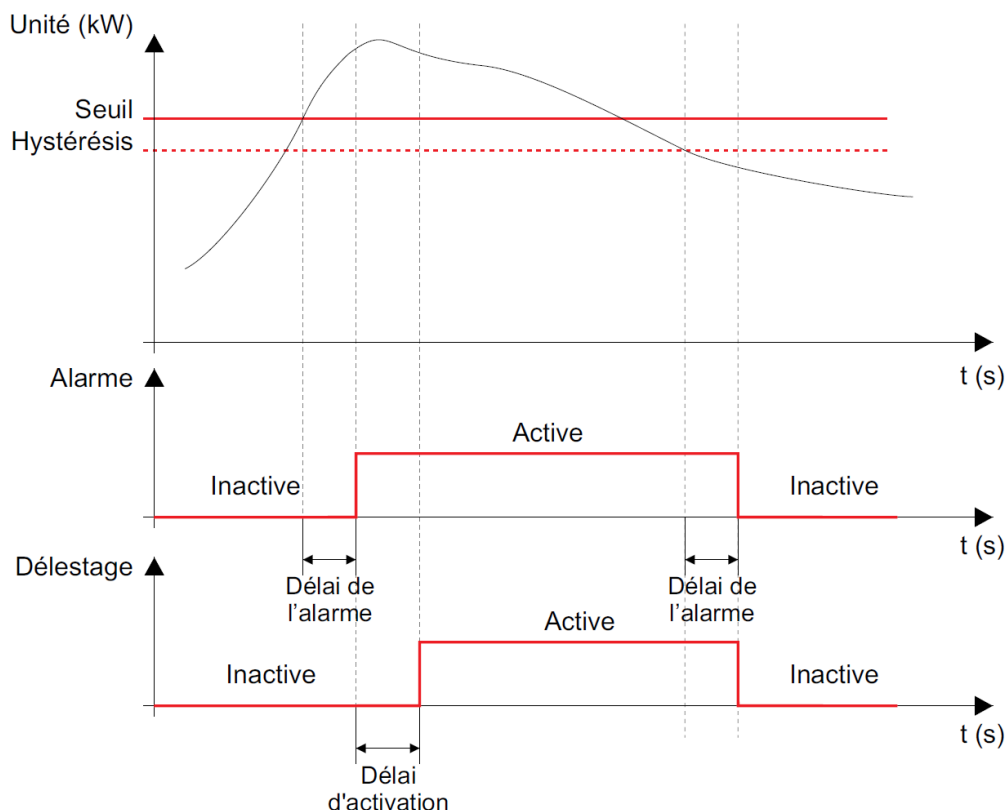 Unité (kW)
Seuil
Hystérésis
t (s)
Alarme
Active
Inactive
Inactive
t (s)
Délai de
l’alarme
Délai de
l’alarme
Délestage
Active
Inactive
Inactive
t (s)
Délai
d'activation